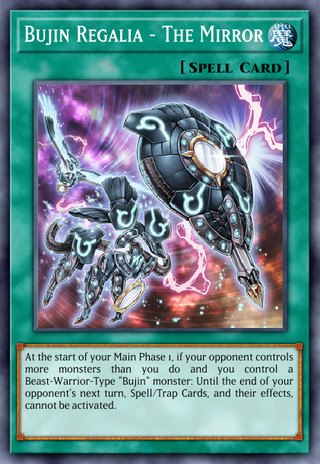 Bujin Regalia - The Mirror 魔
[ Spell Card ]
At the start of your Main Phase 1, if your opponent controls
more monsters than you do and you control a
Beast-Warrior-Type "Bujin" monster: Until the end of your
opponent's next turn, Spell/Trap Cards, and their effects,
cannot be activated.